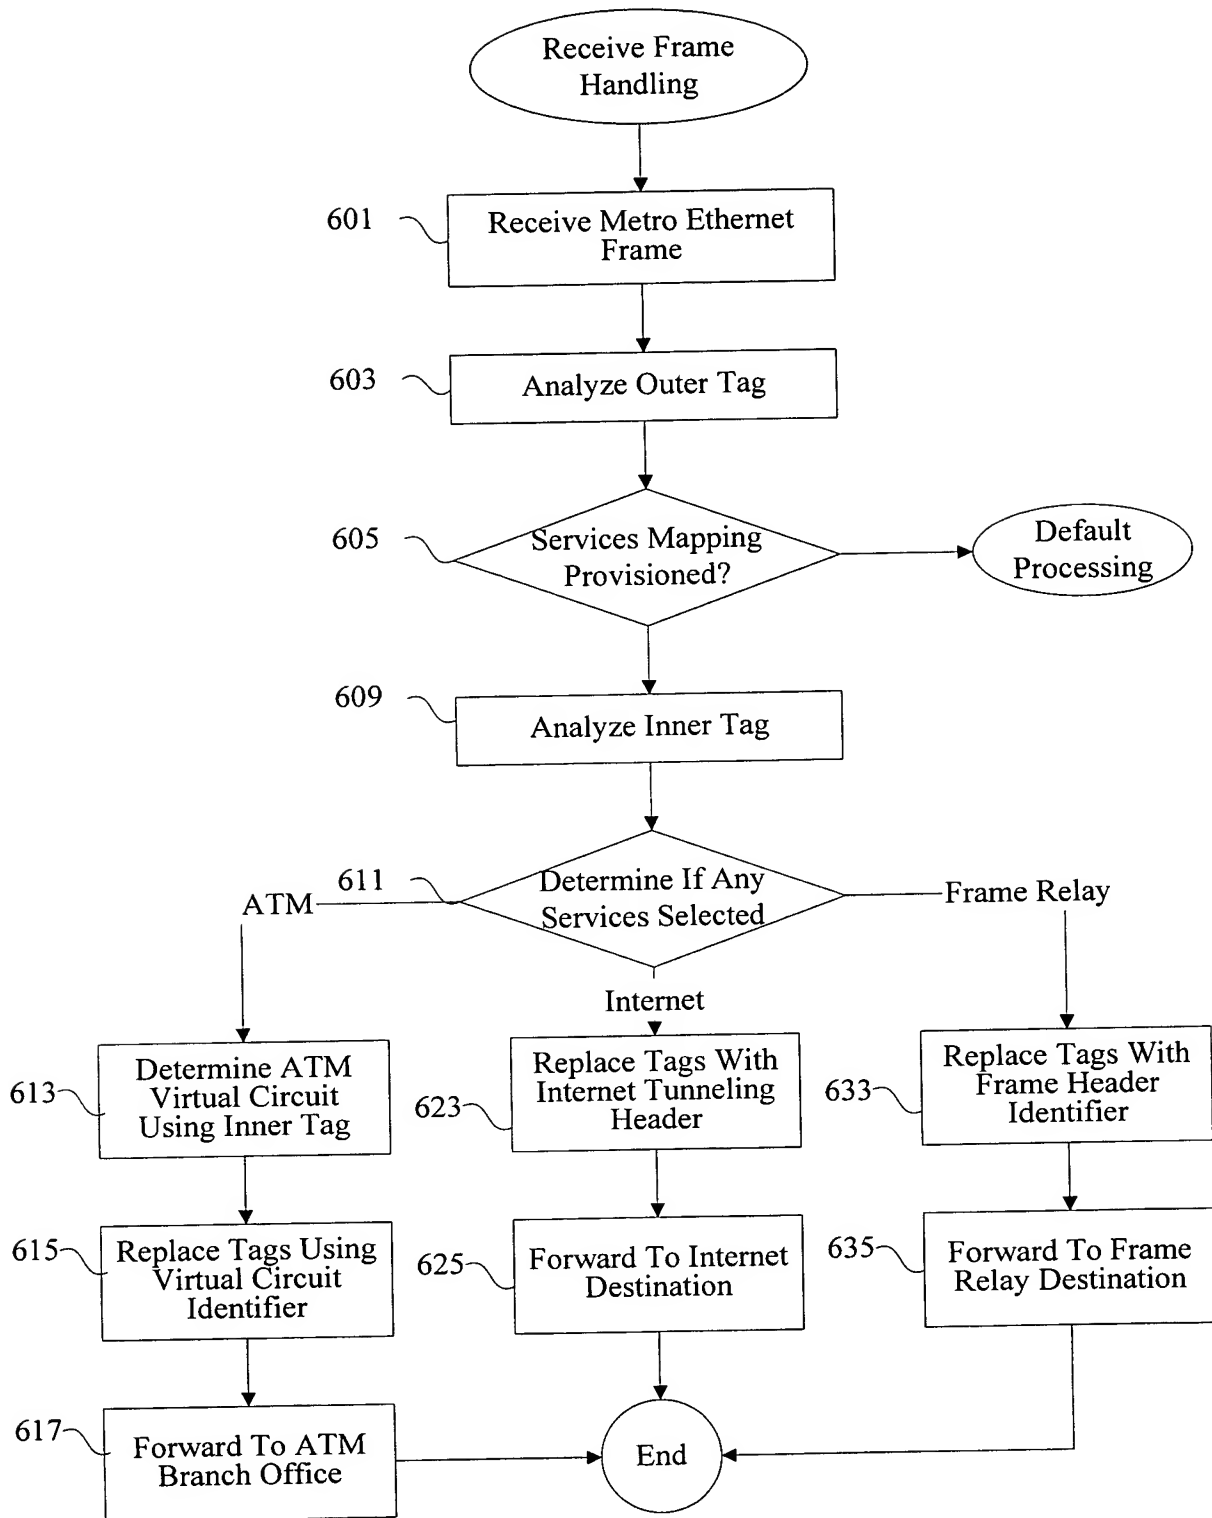 Receive Frame
Handling
601
Receive Metro Ethernet
Frame
603
Analyze Outer Tag
605
Services Mapping
Provisioned?
Default
Processing
609
Analyze Inner Tag
611
Determine If Any
Services Selected
ATM
Frame Relay
Internet
613
Determine ATM
Virtual Circuit
Using Inner Tag
623
Replace Tags With
Internet Tunneling
Header
633
Replace Tags With
Frame Header
Identifier
615
Replace Tags Using
Virtual Circuit
Identifier
625
Forward To Internet
Destination
635
Forward To Frame
Relay Destination
617
Forward To ATM
Branch Office
End